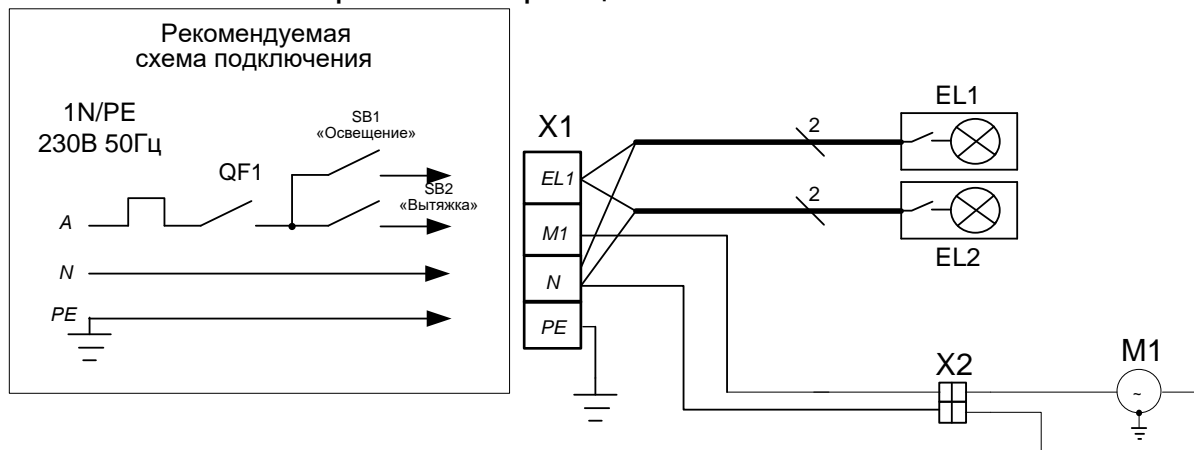 Рекомендуемая
схема подключения
1N/PE
230В 50Гц
SB1
«Освещение»
QF1
SB2
«Вытяжка»
A
N
PE
X1
EL1
M1
N
PE
2
EL1
2
EL2
X2
M1
~